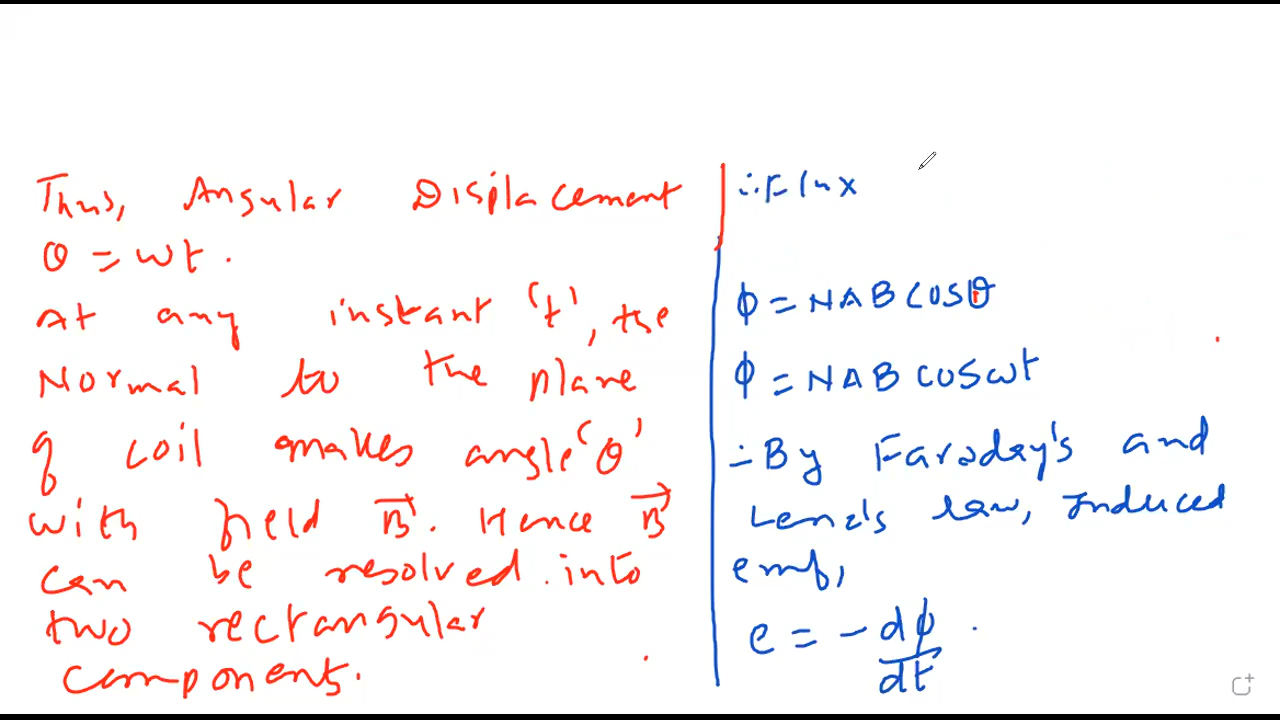 Thus, Angular Displacement
θ = wt.
At any instant 't', the
Normal to the plane
of coil makes angle 'θ'
with field B⃗. Hence B⃗
can be resolved into
two rectangular
components.
∴ Flux
ϕ = NAB cosθ
ϕ = NAB cosωt
∴ By Faraday's and
Lenz's law, Induced
emf,
e = -dϕ/dt